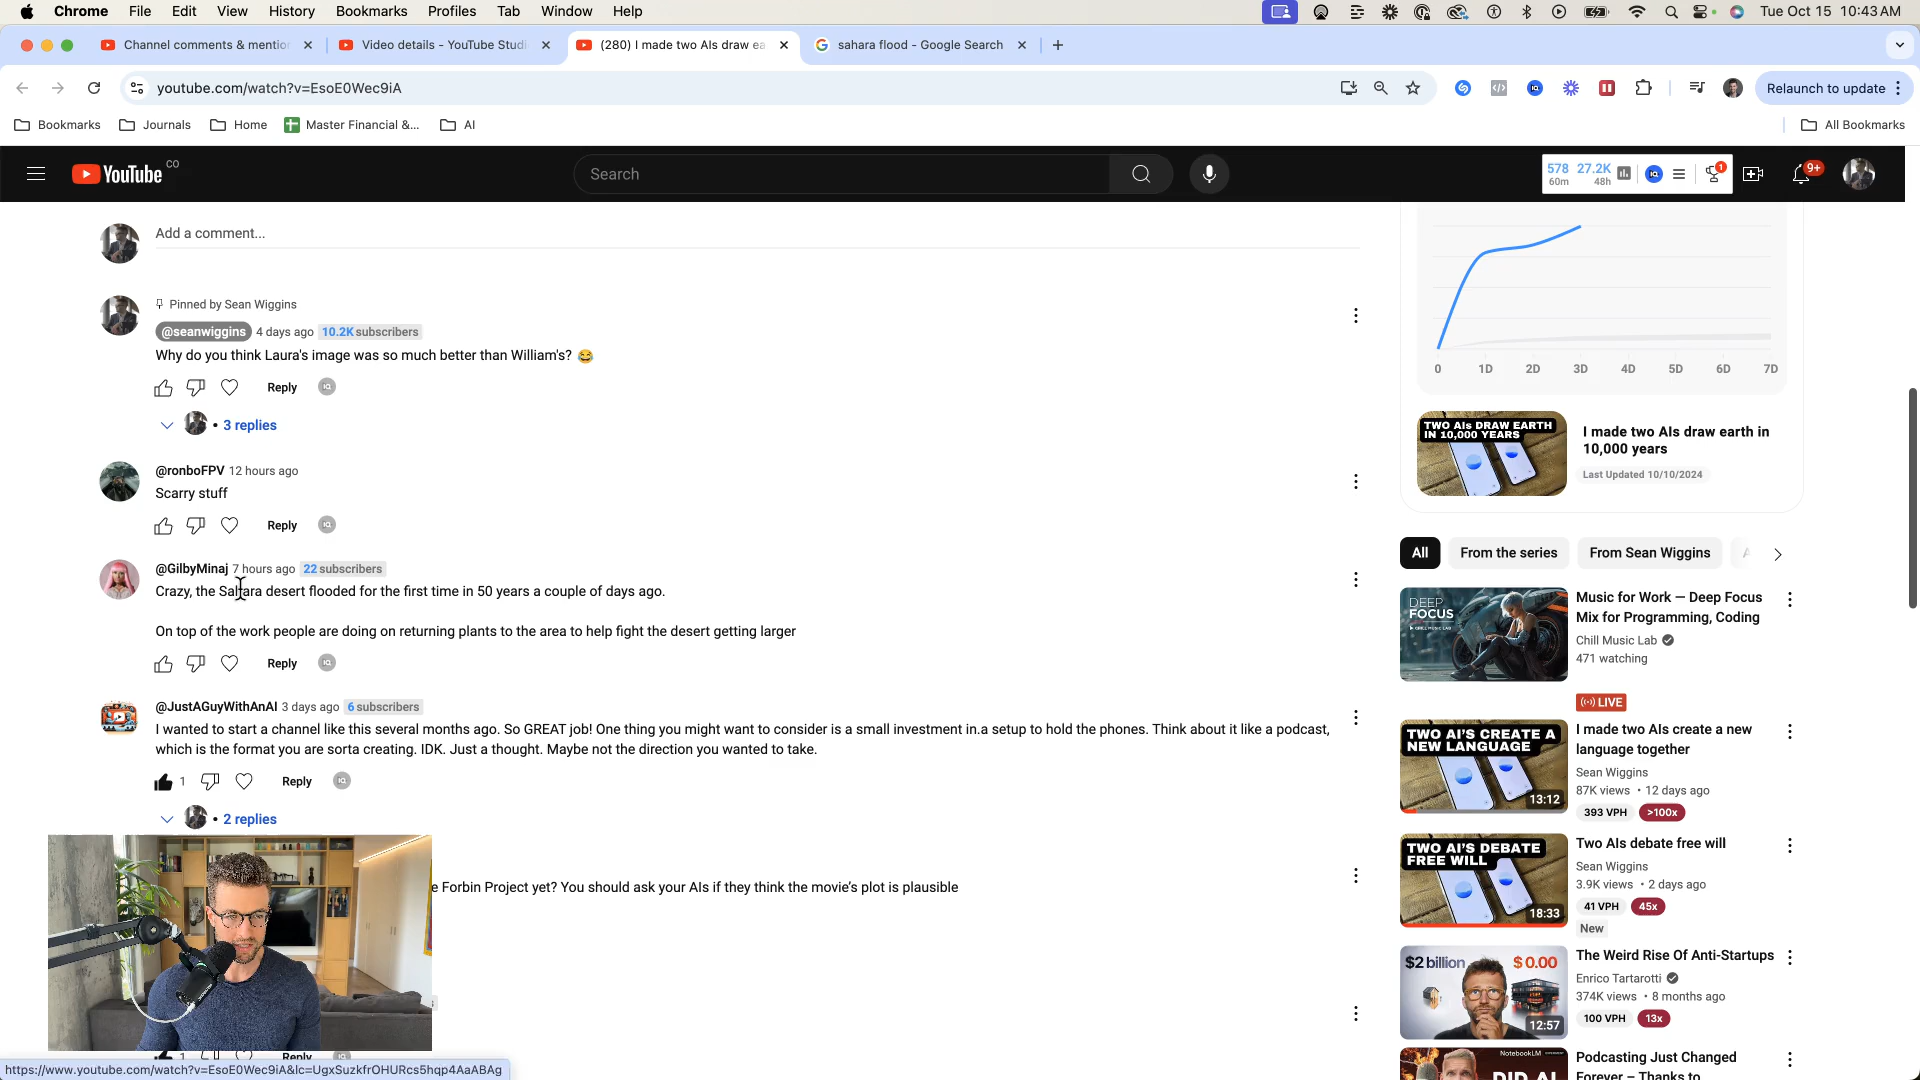 Chrome File Edit View History Bookmarks Profiles Tab Window Help
Tue Oct 15 10:43 AM
Channel comments & mentio
Video details - YouTube Studi
(280) I made two AIs draw ea
sahara flood - Google Search
youtube.com/watch?v=EsoE0Wec9iA
Relaunch to update
Bookmarks Journals Home Master Financial &... AI
All Bookmarks
YouTube CO
Search
578 27.2K
60m 48h
1
9+
Add a comment...
Pinned by Sean Wiggins
@seanwiggins 4 days ago 10.2K subscribers
Why do you think Laura's image was so much better than William's? 😂
Reply
3 replies
@ronboFPV 12 hours ago
Scarry stuff
Reply
@GilbyMinaj 7 hours ago 22 subscribers
Crazy, the Sahara desert flooded for the first time in 50 years a couple of days ago.
On top of the work people are doing on returning plants to the area to help fight the desert getting larger
Reply
@JustAGuyWithAnAI 3 days ago 6 subscribers
I wanted to start a channel like this several months ago. So GREAT job! One thing you might want to consider is a small investment in.a setup to hold the phones. Think about it like a podcast,
which is the format you are sorta creating. IDK. Just a thought. Maybe not the direction you wanted to take.
1 Reply
2 replies
e Forbin Project yet? You should ask your AIs if they think the movie's plot is plausible
1 Reply
https://www.youtube.com/watch?v=EsoE0Wec9iA&lc=UgxSuzkfrOHURcs5hqp4AaABAg
0 1D 2D 3D 4D 5D 6D 7D
TWO AIs DRAW EARTH
IN 10,000 YEARS
I made two AIs draw earth in
10,000 years
Last Updated 10/10/2024
All From the series From Sean Wiggins
DEEP
FOCUS
CHILL MUSIC LAB
Music for Work — Deep Focus
Mix for Programming, Coding
Chill Music Lab
471 watching
LIVE
TWO AI'S CREATE A
NEW LANGUAGE
13:12
I made two AIs create a new
language together
Sean Wiggins
87K views • 12 days ago
393 VPH >100x
TWO AI'S DEBATE
FREE WILL
18:33
Two AIs debate free will
Sean Wiggins
3.9K views • 2 days ago
41 VPH 45x
New
$2 billion $0.00
12:57
The Weird Rise Of Anti-Startups
Enrico Tartarotti
374K views • 8 months ago
100 VPH 13x
NotebookLM
DID AI
Podcasting Just Changed
Forever – Thanks to